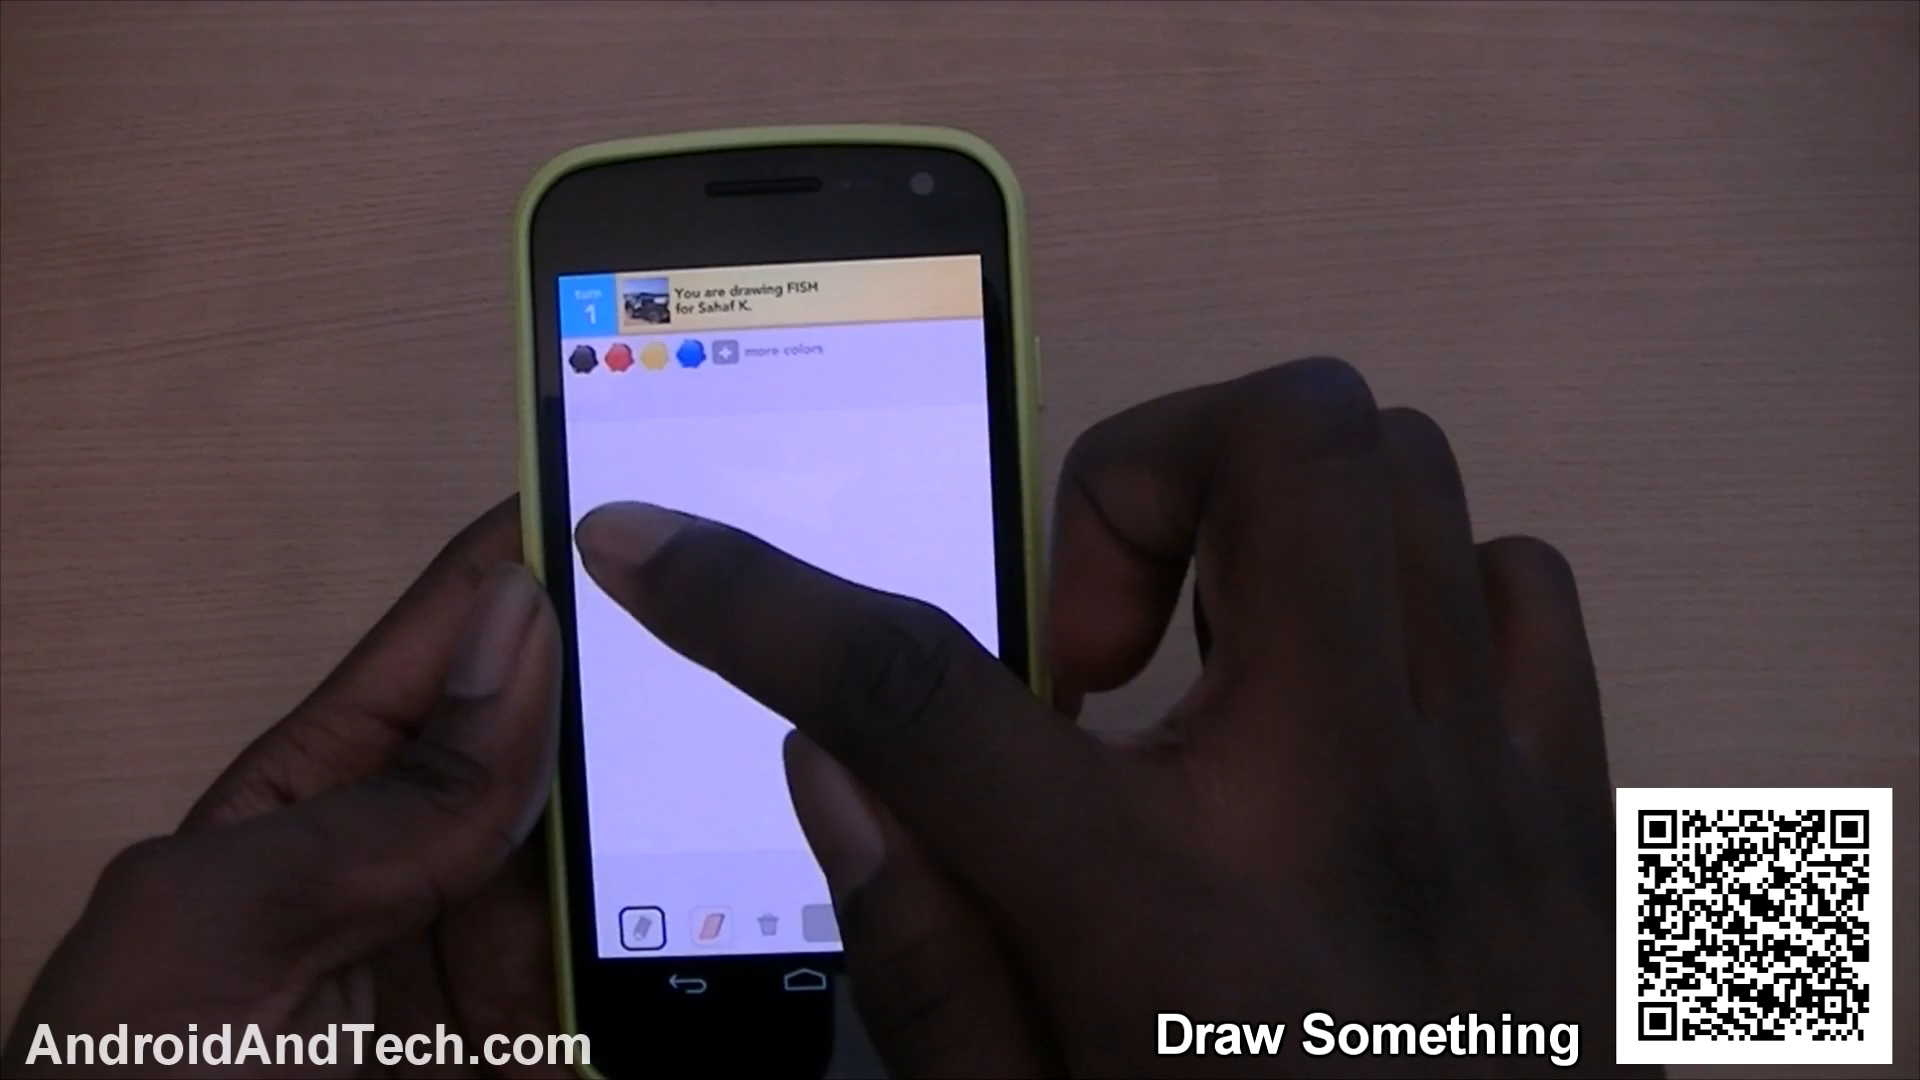 turn
1
You are drawing FISH
for Sahaf K.
more colors
AndroidAndTech.com
Draw Something